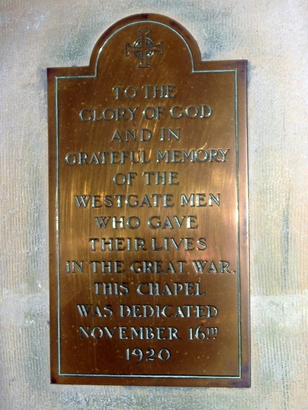 TO THE
GLORY OF GOD
AND IN
GRATEFUL MEMORY
OF THE
WESTGATE MEN
WHO GAVE
THEIR LIVES
IN THE GREAT WAR.
THIS CHAPEL
WAS DEDICATED
NOVEMBER 16TH
1920